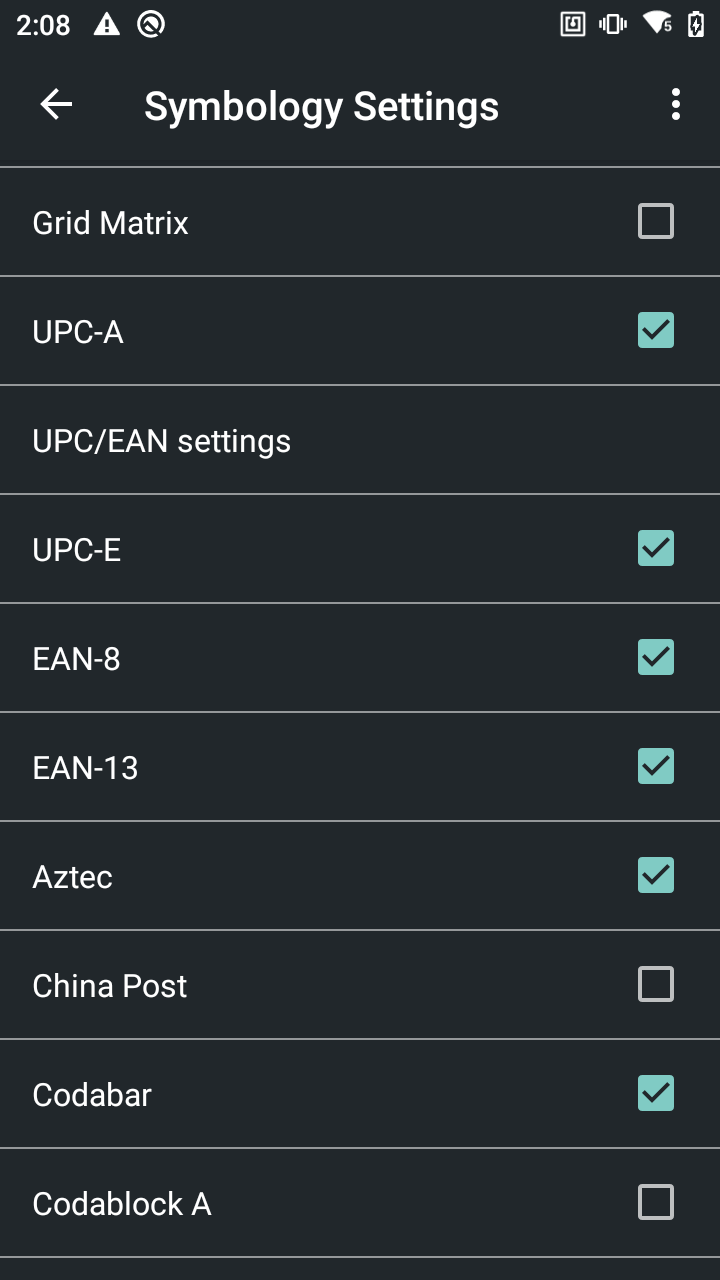 2:08
5
Symbology Settings
Grid Matrix
UPC-A
UPC/EAN settings
UPC-E
EAN-8
EAN-13
Aztec
China Post
Codabar
Codablock A